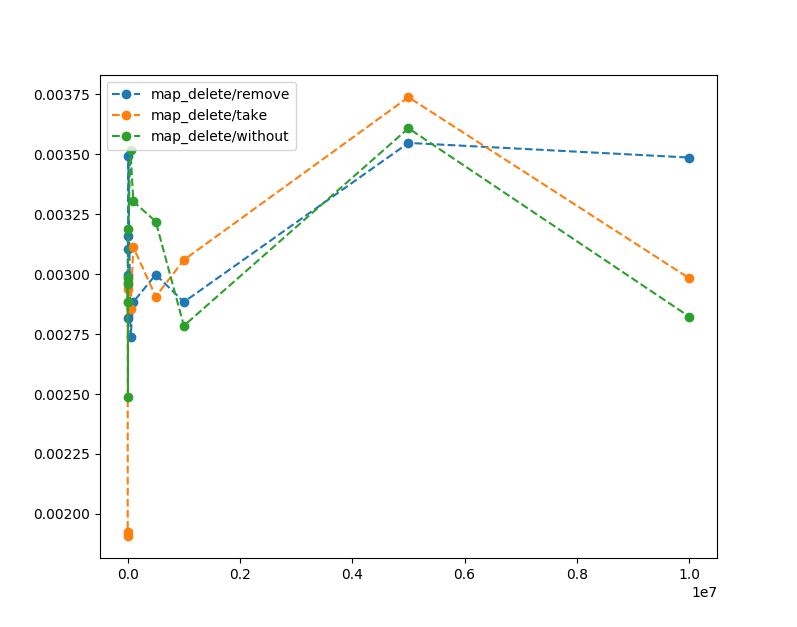 map_delete/remove
map_delete/take
map_delete/without
0.00375
0.00350
0.00325
0.00300
0.00275
0.00250
0.00225
0.00200
0.0 0.2 0.4 0.6 0.8 1.0
1e7